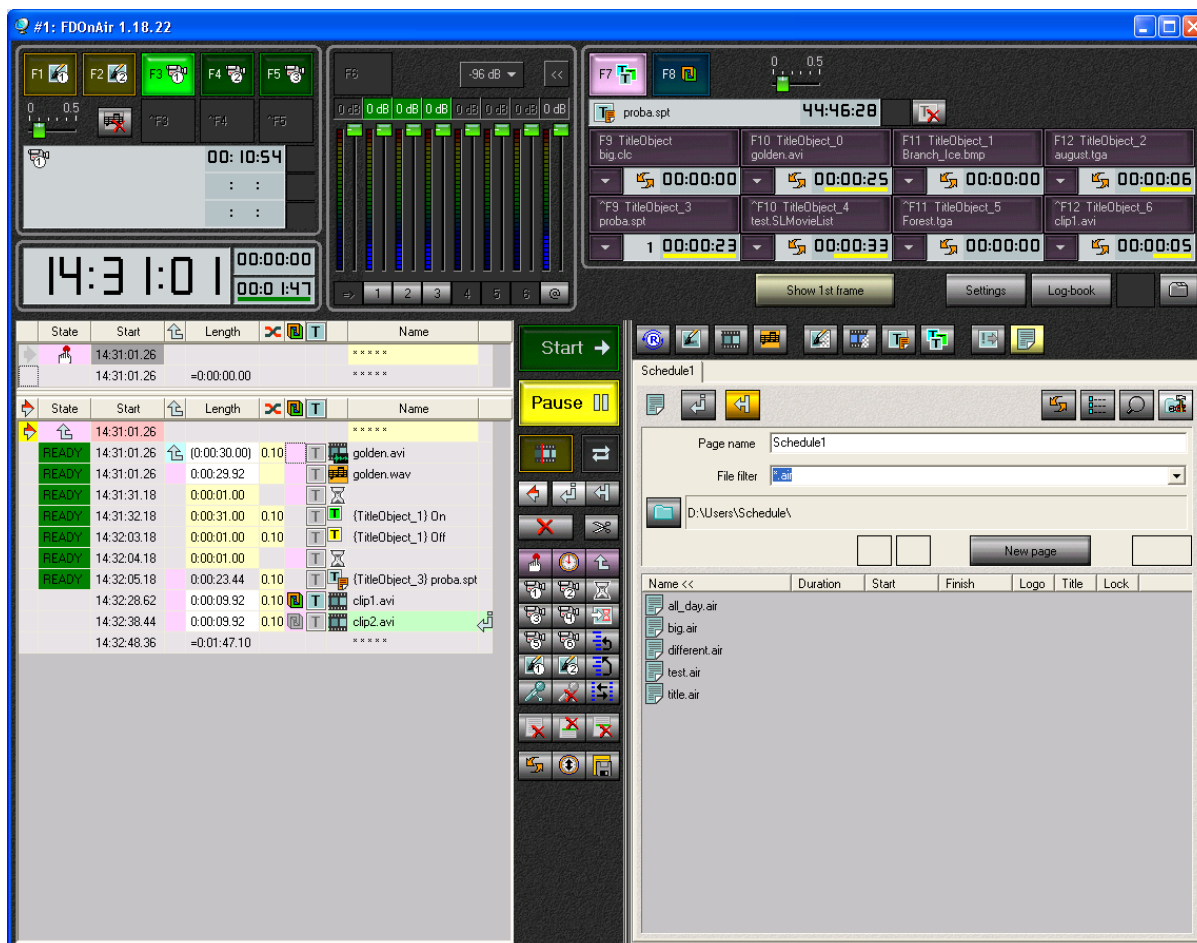 #1: FDOnAir 1.18.22
F1 F2 F3 F4 F5
0 0.5
^F3 ^F4 ^F5
00:10:54
: :
: :
14:31:01
00:00:00
00:01:47
F6 -96 dB <<
0 dB 0 dB 0 dB 0 dB 0 dB 0 dB 0 dB 0 dB
=> 1 2 3 4 5 6 @
F7 F8 0 0.5
proba.spt 44:46:28
F9 TitleObject big.clc
F10 TitleObject_0 golden.avi
F11 TitleObject_1 Branch_Ice.bmp
F12 TitleObject_2 august.tga
00:00:00 00:00:25 00:00:00 00:00:06
^F9 TitleObject_3 proba.spt
^F10 TitleObject_4 test.SLMovieList
^F11 TitleObject_5 Forest.tga
^F12 TitleObject_6 clip1.avi
1 00:00:23 00:00:33 00:00:00 00:00:05
Show 1st frame Settings Log-book
State Start Length T Name
14:31:01.26 * * * * *
14:31:01.26 =0:00:00.00 * * * * *
State Start Length T Name
14:31:01.26 * * * * *
READY 14:31:01.26 (0:00:30.00) 0.10 T golden.avi
READY 14:31:01.26 0:00:29.92 T golden.wav
READY 14:31:31.18 0:00:01.00 T
READY 14:31:32.18 0:00:31.00 0.10 T T {TitleObject_1} On
READY 14:32:03.18 0:00:01.00 0.10 T T {TitleObject_1} Off
READY 14:32:04.18 0:00:01.00 T
READY 14:32:05.18 0:00:23.44 0.10 T T {TitleObject_3} proba.spt
14:32:28.62 0:00:09.92 0.10 T clip1.avi
14:32:38.44 0:00:09.92 0.10 T clip2.avi
14:32:48.36 =0:01:47.10 * * * * *
Start
Pause
Schedule1
edit
Page name Schedule1
File filter *.air
D:\Users\Schedule\
New page
Name << Duration Start Finish Logo Title Lock
all_day.air
big.air
different.air
test.air
title.air